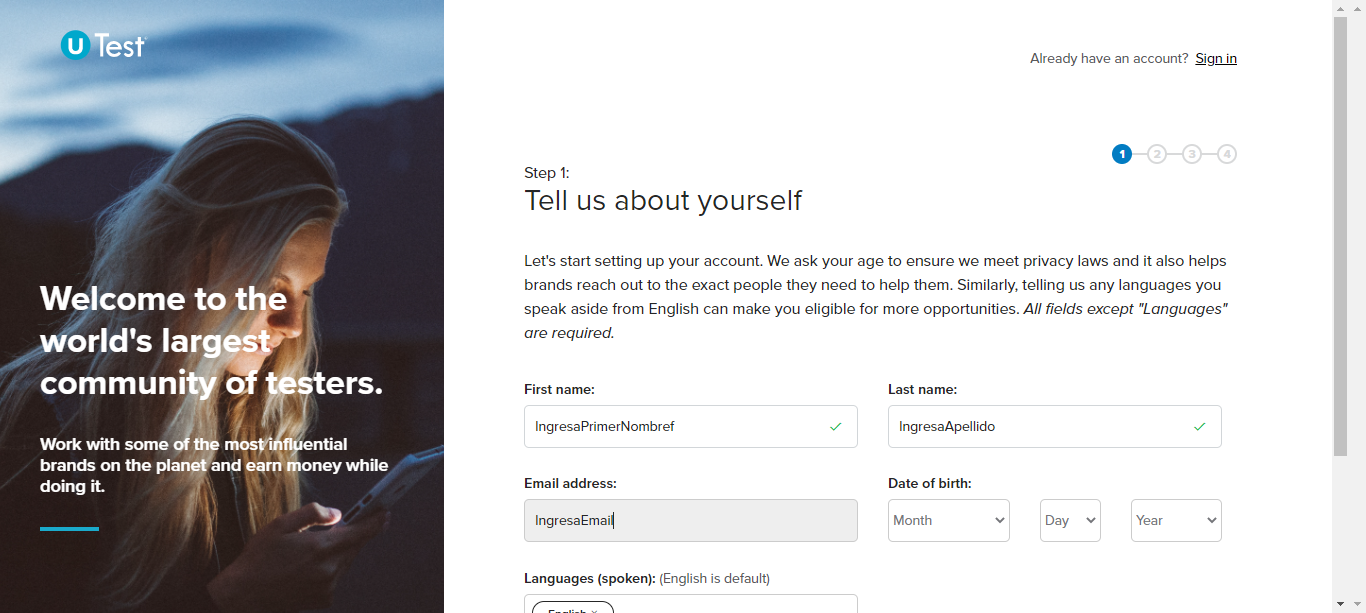 U Test
Already have an account? Sign in
1 2 3 4
Step 1:
Tell us about yourself
Let's start setting up your account. We ask your age to ensure we meet privacy laws and it also helps
brands reach out to the exact people they need to help them. Similarly, telling us any languages you
speak aside from English can make you eligible for more opportunities. All fields except "Languages"
are required.
Welcome to the
world's largest
community of testers.
Work with some of the most influential
brands on the planet and earn money while
doing it.
First name:
Last name:
IngresaPrimerNombref
IngresaApellido
Email address:
Date of birth:
IngresaEmail
Month
Day
Year
Languages (spoken): (English is default)
English ×